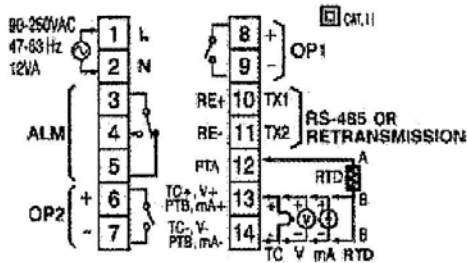 90-250VAC
47-63 Hz
12VA
1 L
2 N
3
ALM 4
5
+ 6
OP2
- 7
CAT. II
8 +
OP1
9 -
RE+ 10 TX1
RE- 11 TX2
RS-485 OR
RETRANSMISSION
PTA 12 A
RTD
TC+, V+
PTB, mA+ 13 B
TC-, V-
PTB, mA- 14 B
+ + +
V
- - -
TC V mA RTD